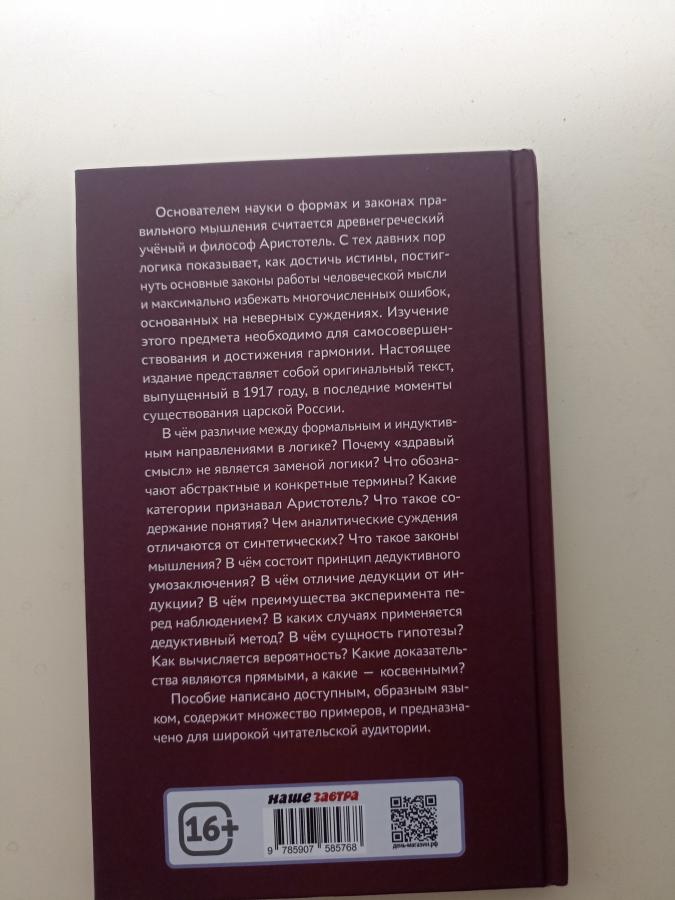 Основателем науки о формах и законах пра-
вильного мышления считается древнегреческий
учёный и философ Аристотель. С тех давних пор
логика показывает, как достичь истины, постиг-
нуть основные законы работы человеческой мысли
и максимально избежать многочисленных ошибок,
основанных на неверных суждениях. Изучение
этого предмета необходимо для самосовершен-
ствования и достижения гармонии. Настоящее
издание представляет собой оригинальный текст,
выпущенный в 1917 году, в последние моменты
существования царской России.
В чём различие между формальным и индуктив-
ным направлениями в логике? Почему «здравый
смысл» не является заменой логики? Что обозна-
чают абстрактные и конкретные термины? Какие
категории признавал Аристотель? Что такое со-
держание понятия? Чем аналитические суждения
отличаются от синтетических? Что такое законы
мышления? В чём состоит принцип дедуктивного
умозаключения? В чём отличие дедукции от ин-
дукции? В чём преимущества эксперимента пе-
ред наблюдением? В каких случаях применяется
дедуктивный метод? В чём сущность гипотезы?
Как вычисляется вероятность? Какие доказатель-
ства являются прямыми, а какие — косвенными?
Пособие написано доступным, образным язы-
ком, содержит множество примеров, и предназна-
чено для широкой читательской аудитории.
наше завтра
16+
9 785907 585768
день-магазин.рф